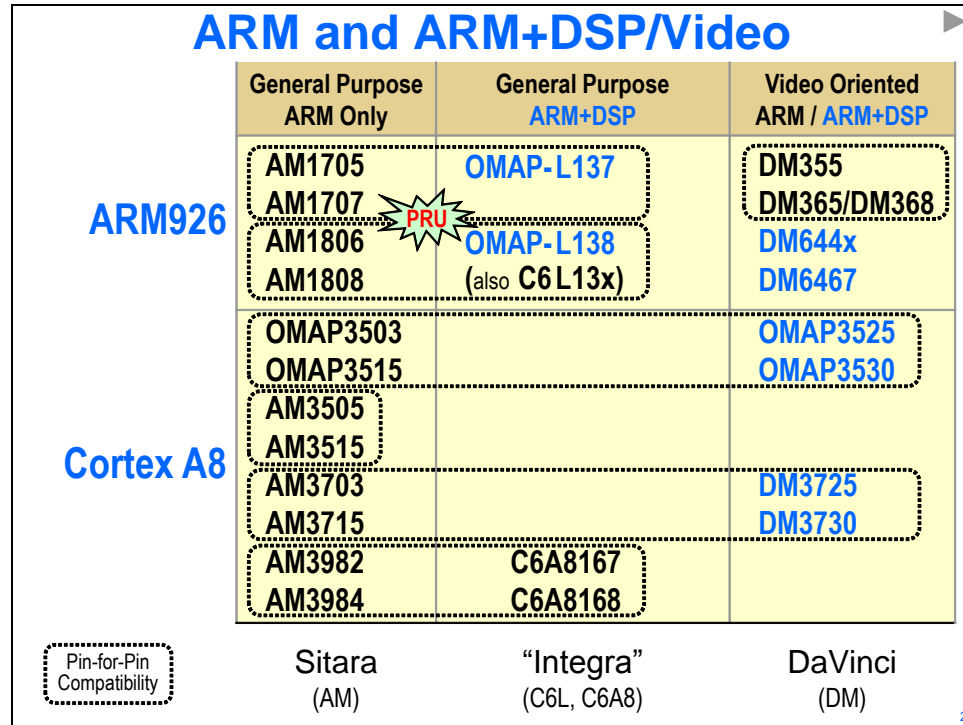 ARM and ARM+DSP/Video
General Purpose ARM Only
General Purpose ARM+DSP
Video Oriented ARM / ARM+DSP
ARM926
AM1705 OMAP-L137 DM355
AM1707 DM365/DM368
PRU
AM1806 OMAP-L138 DM644x
AM1808 (also C6L13x) DM6467
Cortex A8
OMAP3503 OMAP3525
OMAP3515 OMAP3530
AM3505
AM3515
AM3703 DM3725
AM3715 DM3730
AM3982 C6A8167
AM3984 C6A8168
Pin-for-Pin
Compatibility
Sitara “Integra” DaVinci
(AM) (C6L, C6A8) (DM)